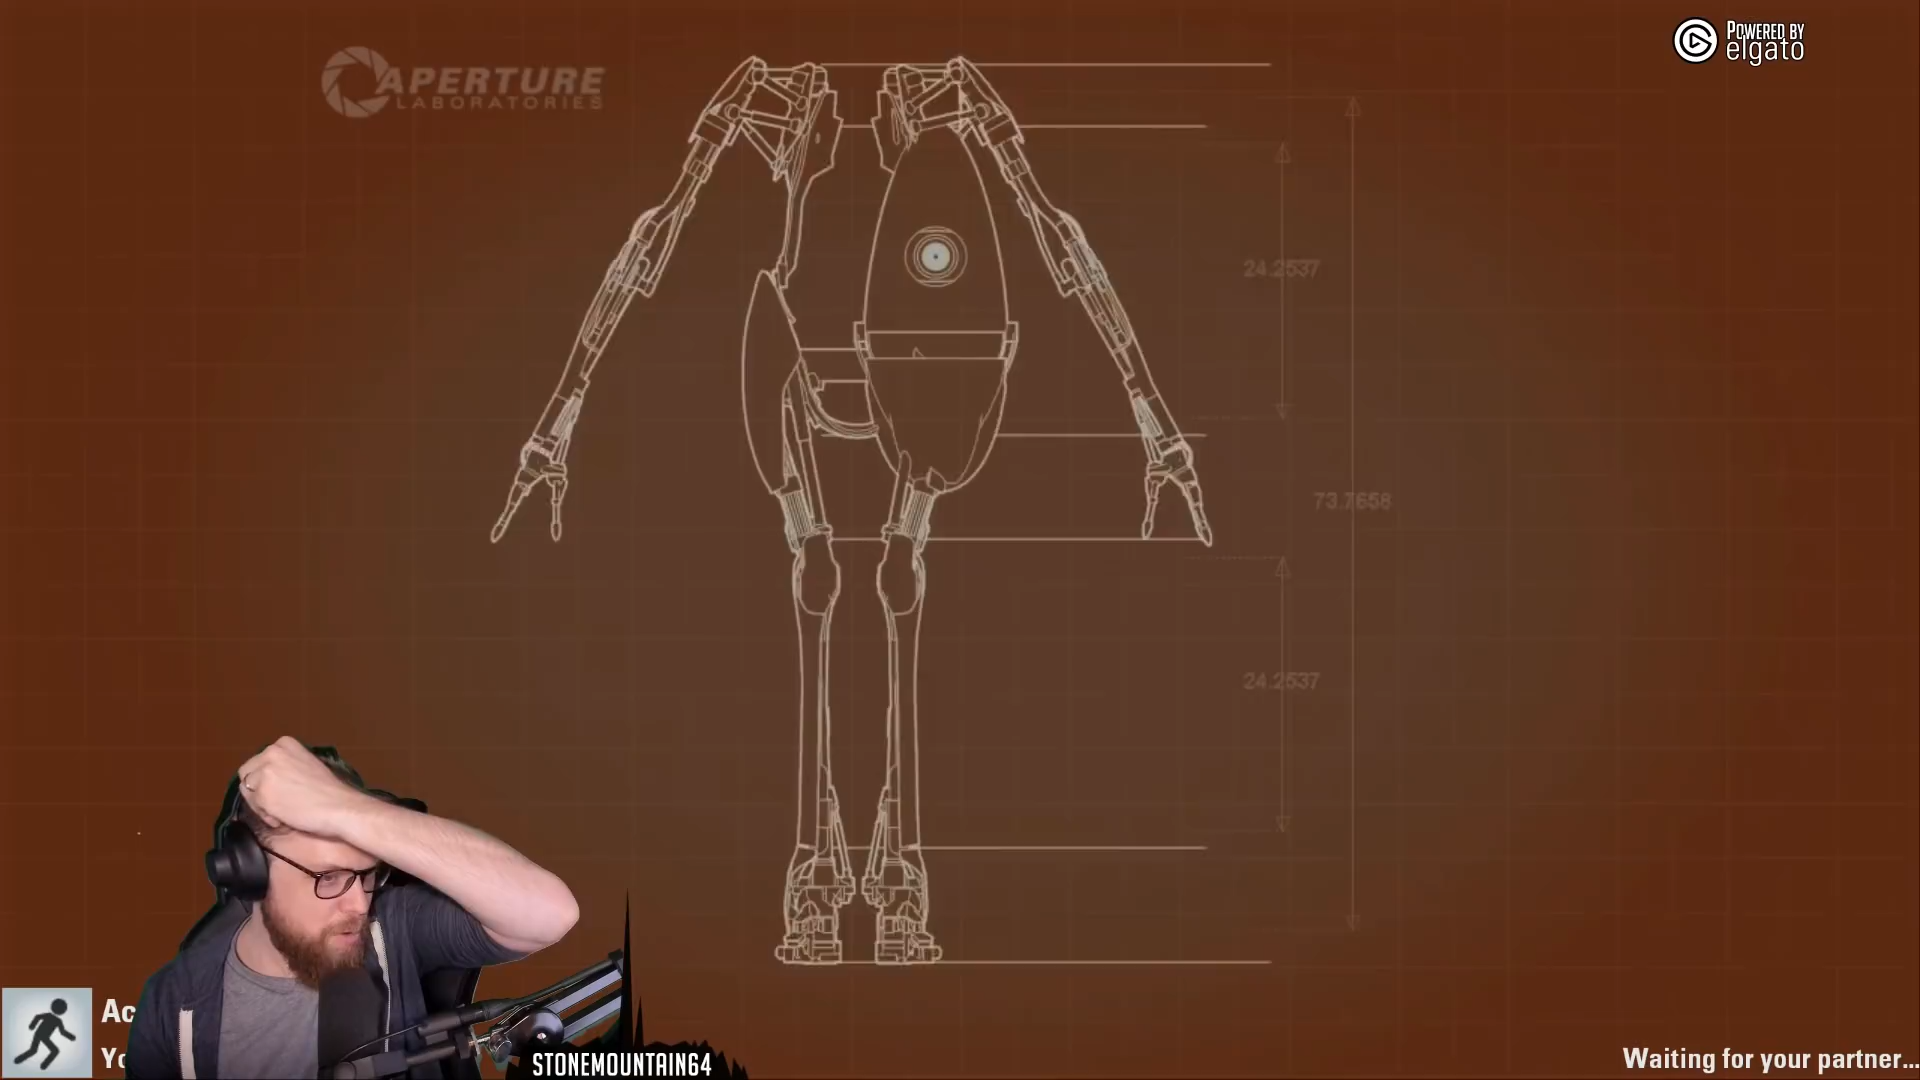 POWERED BY
elgato
APERTURE
LABORATORIES
24.2537
73.7658
24.2537
STONEMOUNTAIN64
Waiting for your partner...